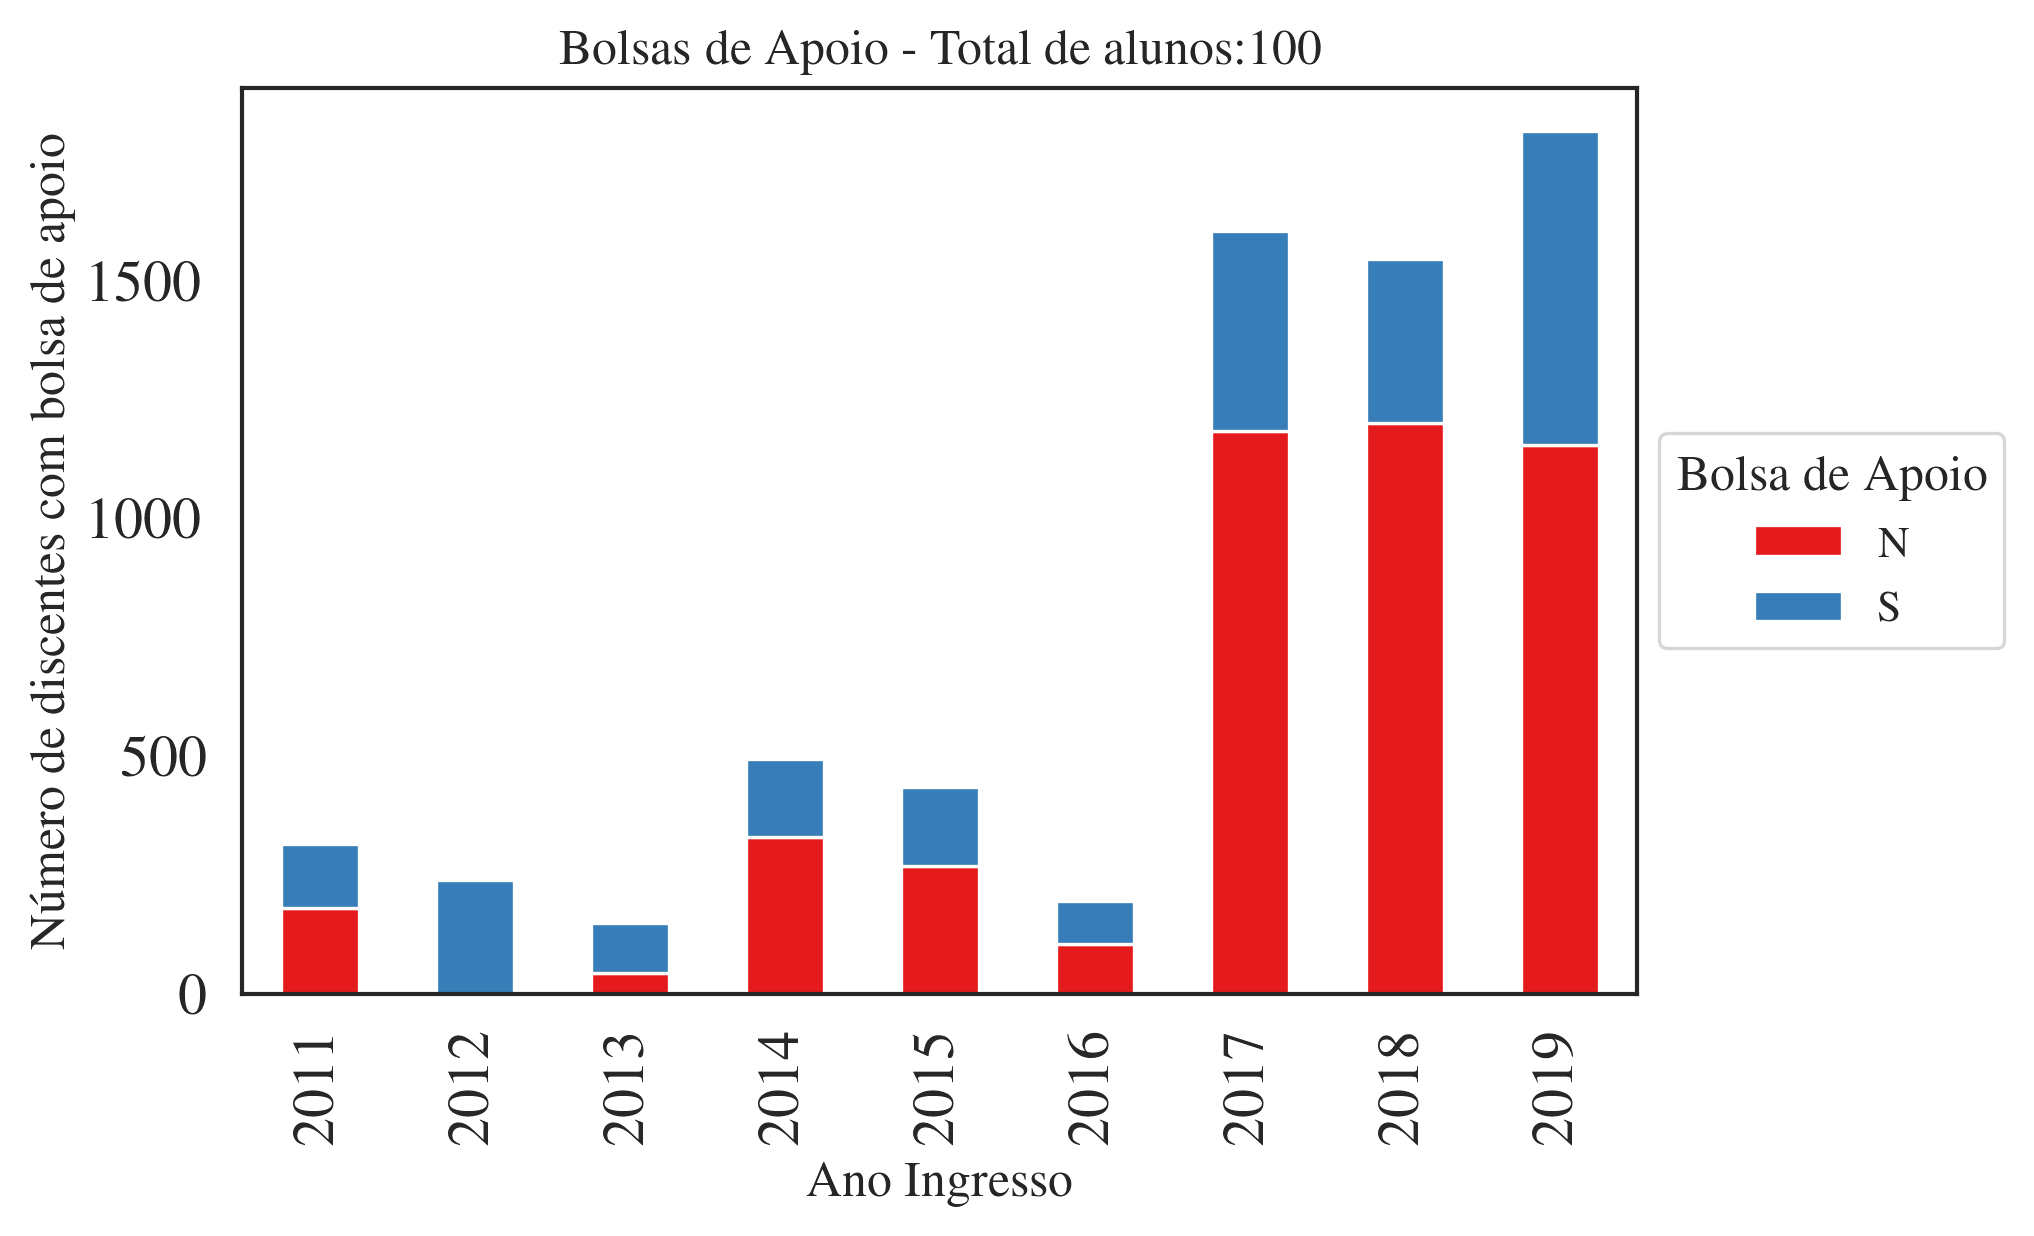 Bolsas de Apoio - Total de alunos:100
Número de discentes com bolsa de apoio
1500
1000
500
0
2011
2012
2013
2014
2015
2016
2017
2018
2019
Ano Ingresso
Bolsa de Apoio
N
S